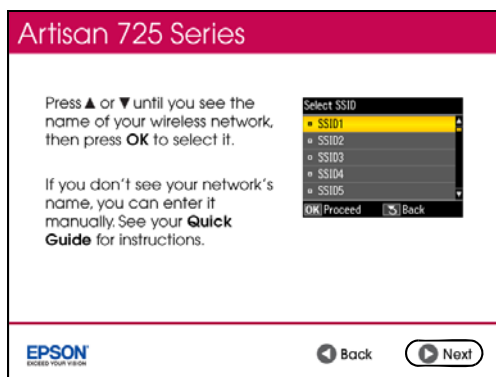 Artisan 725 Series
Press ▲ or ▼ until you see the
name of your wireless network,
then press OK to select it.
If you don't see your network's
name, you can enter it
manually. See your Quick
Guide for instructions.
Select SSID
SSID1
SSID2
SSID3
SSID4
SSID5
OK Proceed Back
EPSON
EXCEED YOUR VISION
Back Next